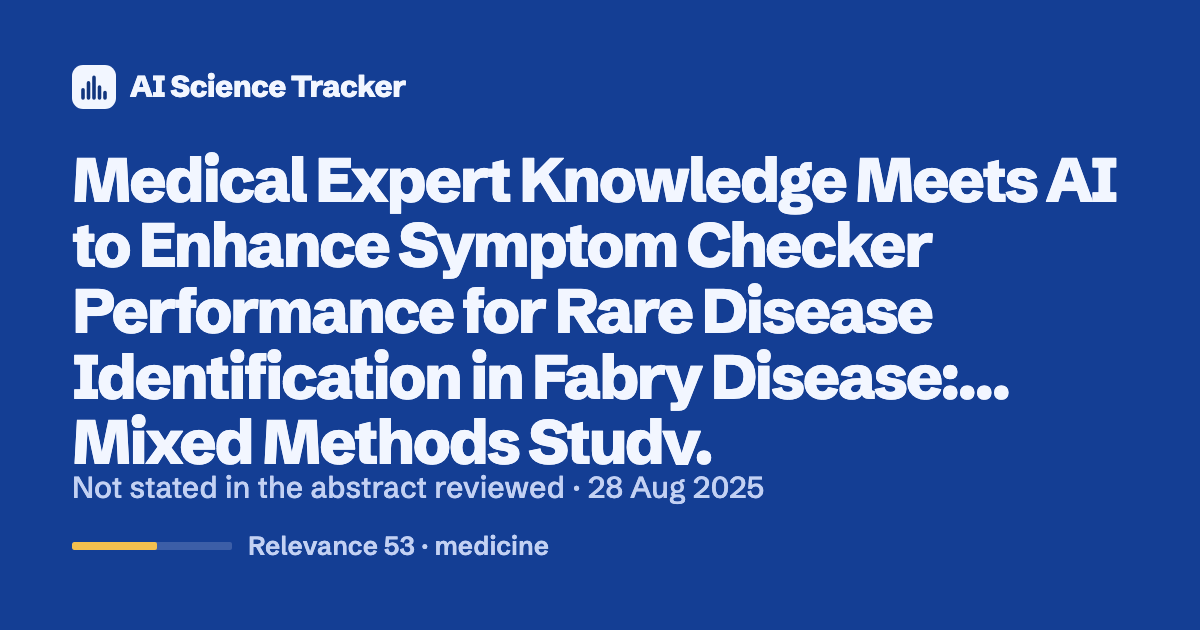 AI Science Tracker
Medical Expert Knowledge Meets AI
to Enhance Symptom Checker
Performance for Rare Disease
Identification in Fabry Disease:...
Mixed Methods Study.
Not stated in the abstract reviewed · 28 Aug 2025
Relevance 53 · medicine